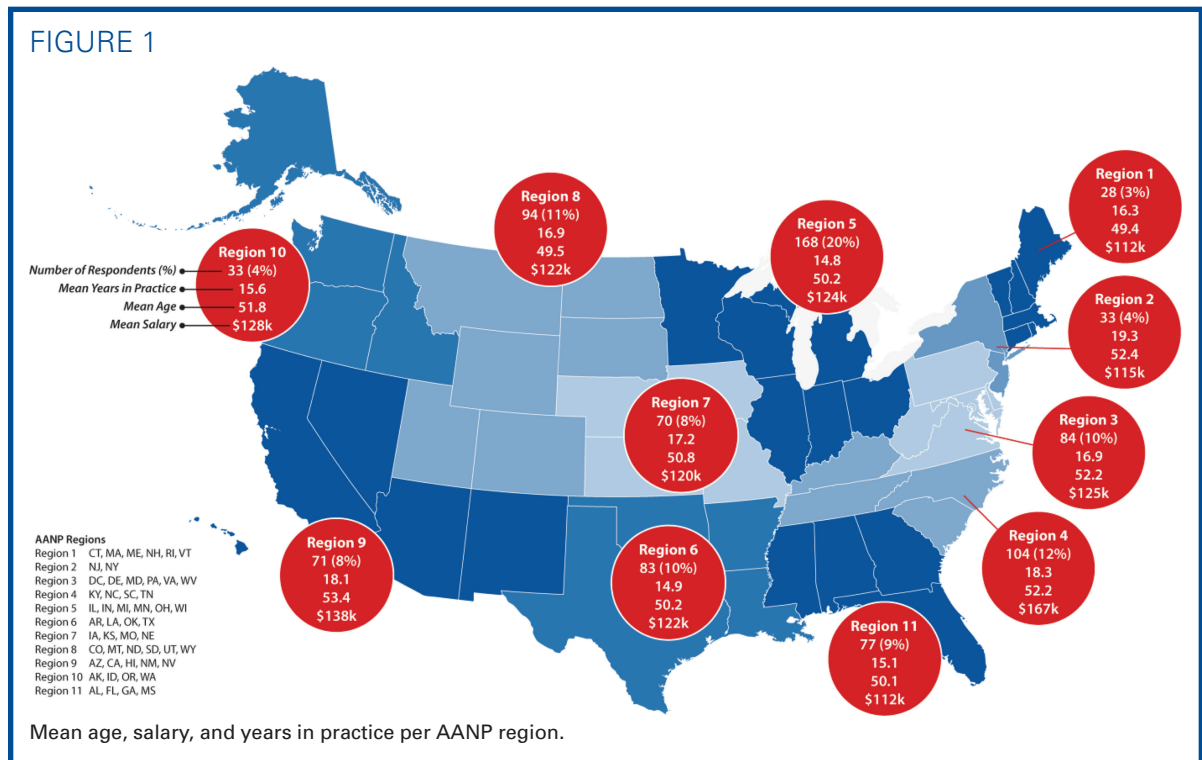 FIGURE 1
Region 1
28 (3%)
16.3
49.4
$112k
Region 8
94 (11%)
16.9
49.5
$122k
Region 5
168 (20%)
14.8
50.2
$124k
Region 10
Number of Respondents (%) 33 (4%)
Mean Years in Practice 15.6
Mean Age 51.8
Mean Salary $128k
Region 2
33 (4%)
19.3
52.4
$115k
Region 7
70 (8%)
17.2
50.8
$120k
Region 3
84 (10%)
16.9
52.2
$125k
Region 9
71 (8%)
18.1
53.4
$138k
Region 6
83 (10%)
14.9
50.2
$122k
Region 4
104 (12%)
18.3
52.2
$167k
Region 11
77 (9%)
15.1
50.1
$112k
AANP Regions
Region 1 CT, MA, ME, NH, RI, VT
Region 2 NJ, NY
Region 3 DC, DE, MD, PA, VA, WV
Region 4 KY, NC, SC, TN
Region 5 IL, IN, MI, MN, OH, WI
Region 6 AR, LA, OK, TX
Region 7 IA, KS, MO, NE
Region 8 CO, MT, ND, SD, UT, WY
Region 9 AZ, CA, HI, NM, NV
Region 10 AK, ID, OR, WA
Region 11 AL, FL, GA, MS
Mean age, salary, and years in practice per AANP region.